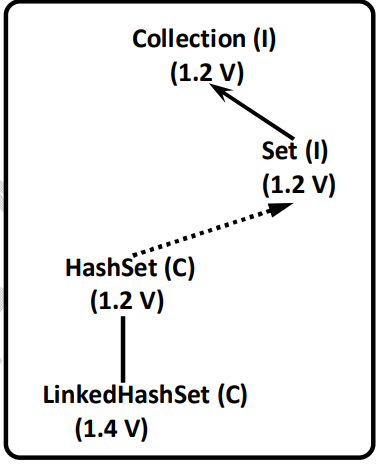 Collection (I)
(1.2 V)
Set (I)
(1.2 V)
HashSet (C)
(1.2 V)
LinkedHashSet (C)
(1.4 V)